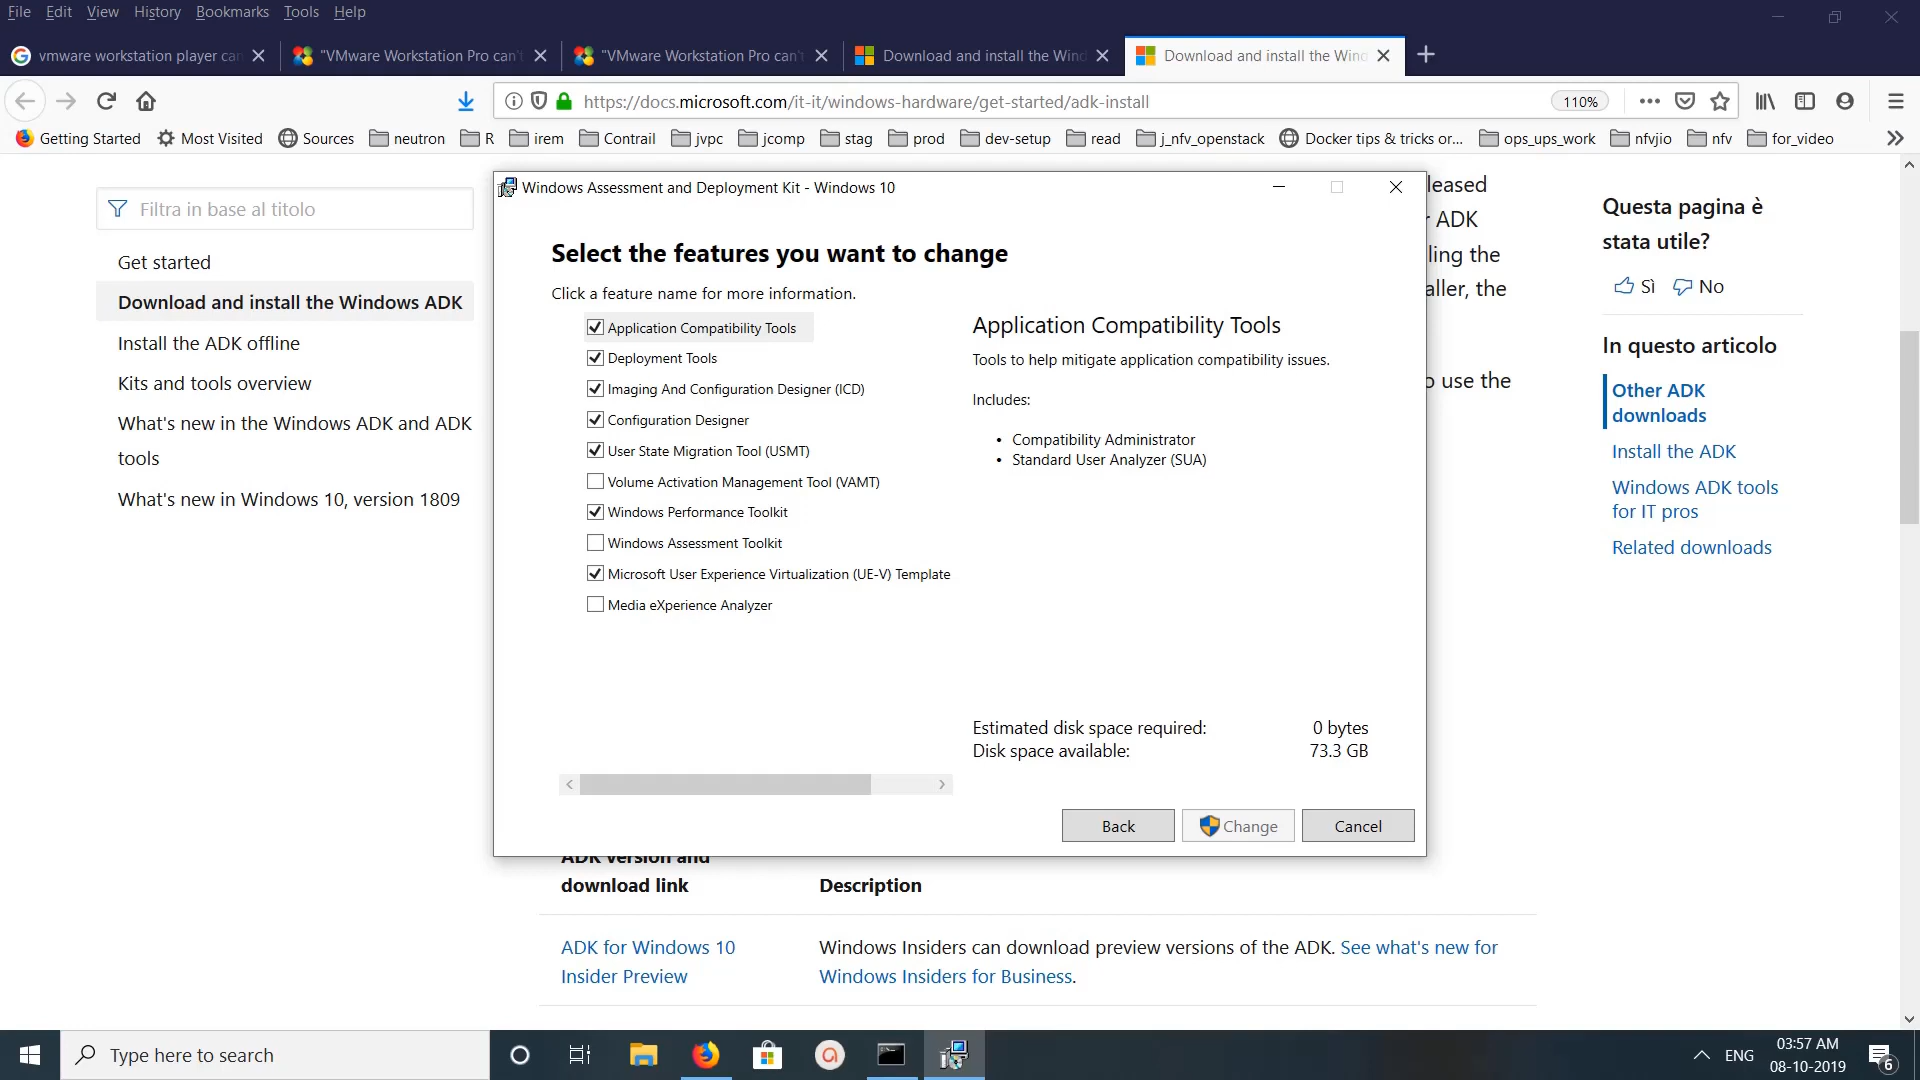 File Edit View History Bookmarks Tools Help
vmware workstation player can
"VMware Workstation Pro can't
"VMware Workstation Pro can't
Download and install the Wind
Download and install the Wind
https://docs.microsoft.com/it-it/windows-hardware/get-started/adk-install
110%
Getting Started Most Visited Sources neutron R irem Contrail jvpc jcomp stag prod dev-setup read j_nfv_openstack Docker tips & tricks or... ops_ups_work nfvjio nfv for_video
Filtra in base al titolo
Get started
Download and install the Windows ADK
Install the ADK offline
Kits and tools overview
What's new in the Windows ADK and ADK
tools
What's new in Windows 10, version 1809
Windows Assessment and Deployment Kit - Windows 10
Select the features you want to change
Click a feature name for more information.
Application Compatibility Tools
Deployment Tools
Imaging And Configuration Designer (ICD)
Configuration Designer
User State Migration Tool (USMT)
Volume Activation Management Tool (VAMT)
Windows Performance Toolkit
Windows Assessment Toolkit
Microsoft User Experience Virtualization (UE-V) Template
Media eXperience Analyzer
Application Compatibility Tools
Tools to help mitigate application compatibility issues.
Includes:
• Compatibility Administrator
• Standard User Analyzer (SUA)
Estimated disk space required: 0 bytes
Disk space available: 73.3 GB
Back Change Cancel
leased
ADK
ling the
aller, the
use the
ADK version and
download link
Description
ADK for Windows 10
Insider Preview
Windows Insiders can download preview versions of the ADK. See what's new for
Windows Insiders for Business.
Questa pagina è
stata utile?
Sì No
In questo articolo
Other ADK
downloads
Install the ADK
Windows ADK tools
for IT pros
Related downloads
Type here to search
ENG
03:57 AM
08-10-2019
6